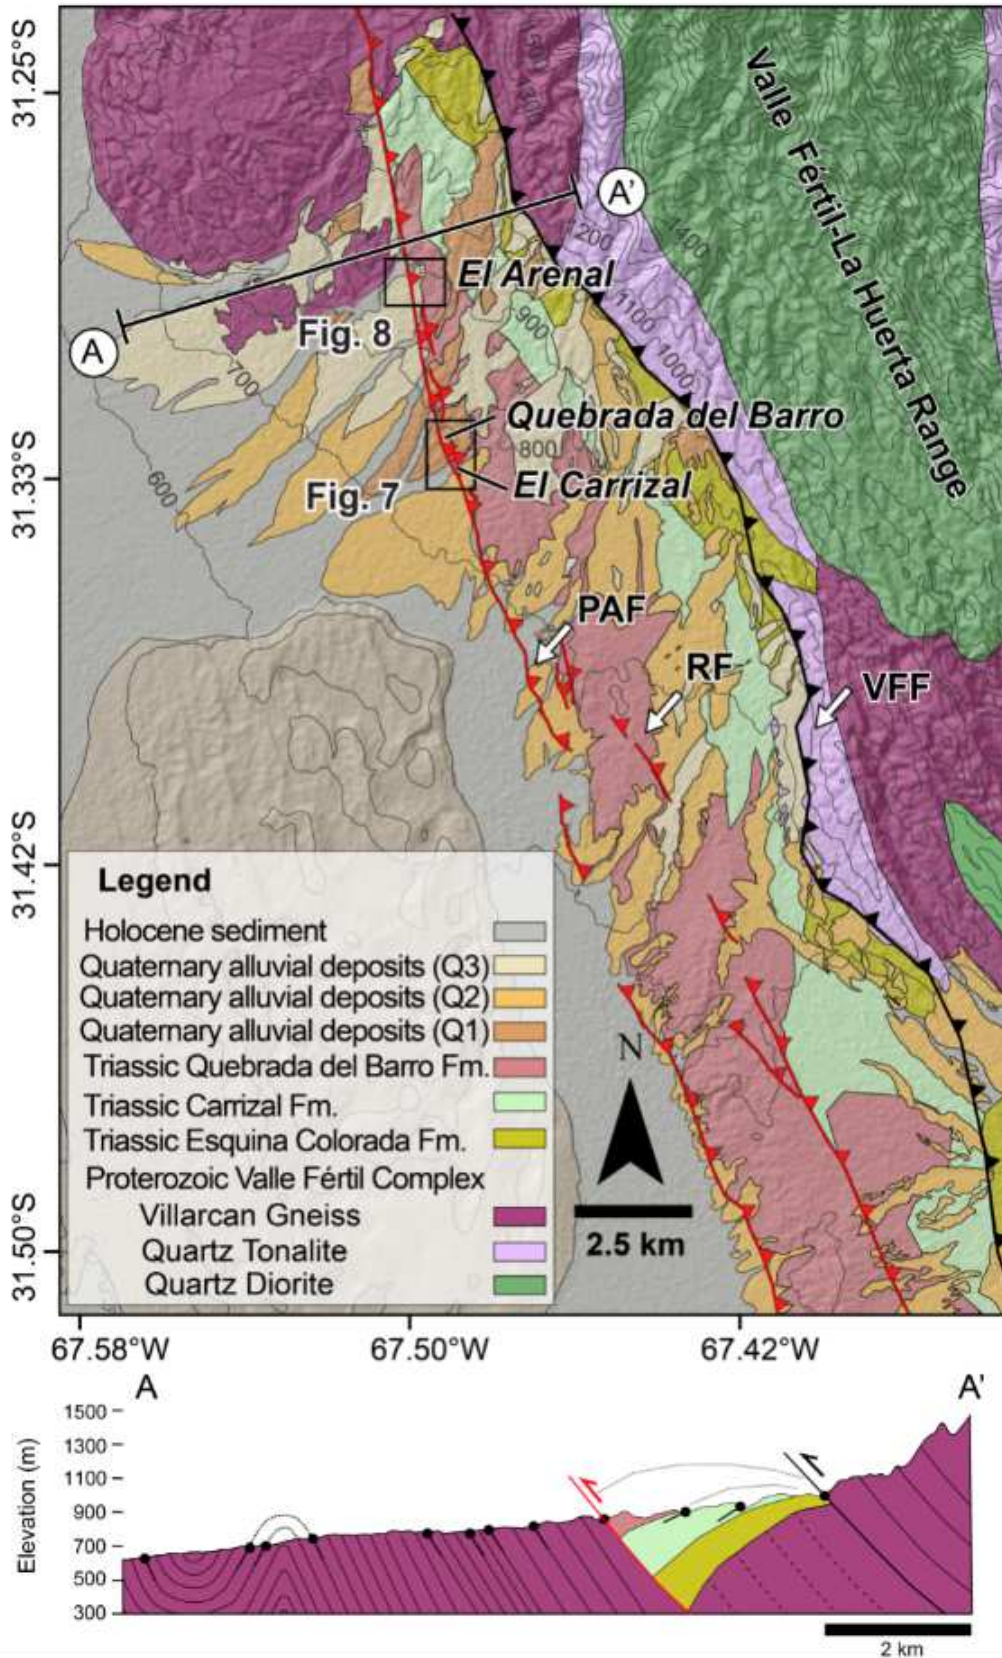 31.25°S
31.33°S
31.42°S
31.50°S
Valle Fértil-La Huerta Range
A'
200
1400
1100
1000
El Arenal
900
Fig. 8
A
700
Quebrada del Barro
800
600
Fig. 7
El Carrizal
PAF
RF
VFF
Legend
Holocene sediment
Quaternary alluvial deposits (Q3)
Quaternary alluvial deposits (Q2)
Quaternary alluvial deposits (Q1)
Triassic Quebrada del Barro Fm.
Triassic Carrizal Fm.
Triassic Esquina Colorada Fm.
Proterozoic Valle Fértil Complex
Villarcan Gneiss
Quartz Tonalite
Quartz Diorite
N
2.5 km
67.58°W 67.50°W 67.42°W
A A'
Elevation (m)
1500
1300
1100
900
700
500
300
2 km